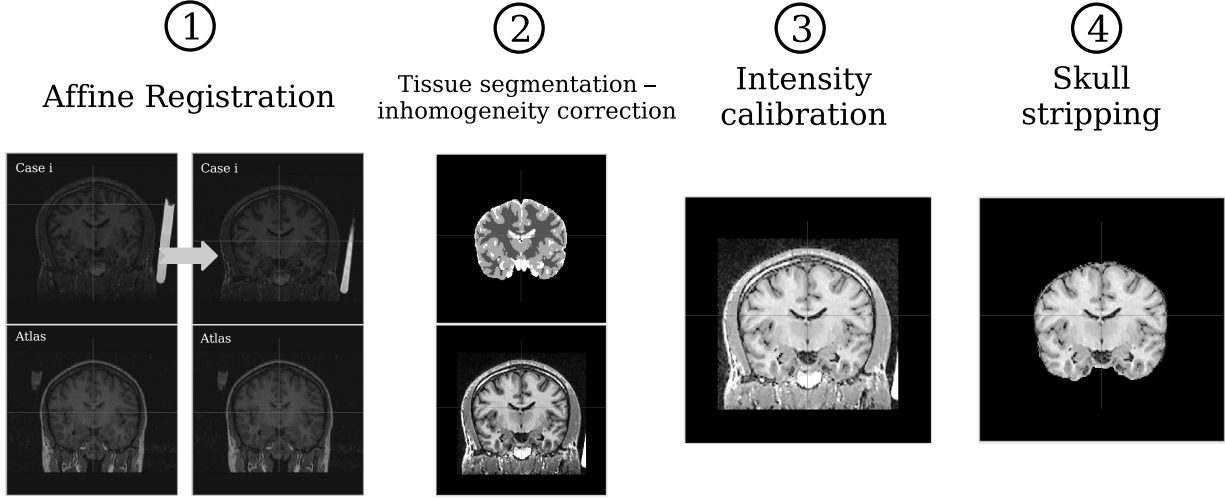 1
Affine Registration
Case i
Case i
Atlas
Atlas
2
Tissue segmentation –
inhomogeneity correction
3
Intensity
calibration
4
Skull
stripping